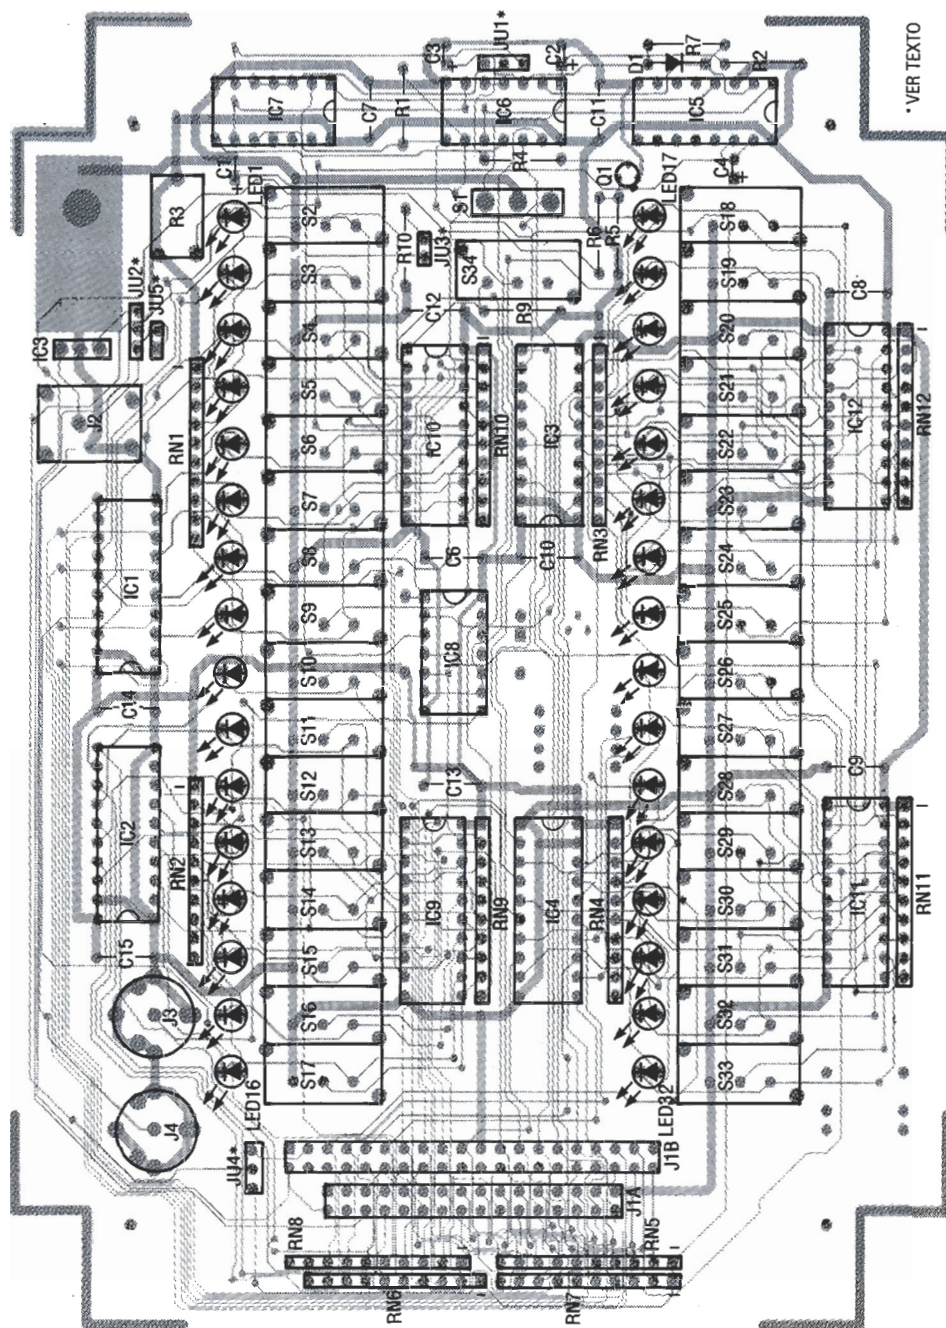 * VER TEXTO
R7
R2
D1
JU1*
C3
C2
IC7
C7
R1
IC6
C11
IC5
R4
C1
LED1
S1
Q1
LED17
C4
R3
R10
JU3*
S34
R6
R5
JU2*
JU5*
IC3
C12
R9
C8
J2
RN1
IC10
RN10
IC3
RN3
IC12
RN12
S2
S3
S4
S5
S6
S7
S8
S9
S10
S11
S12
S13
S14
S15
S16
S17
S18
S19
S20
S21
S22
S23
S24
S25
S26
S27
S28
S29
S30
S31
S32
S33
IC1
C6
C10
C14
IC8
IC2
RN2
C13
C9
C15
IC9
RN9
IC4
RN4
IC11
RN11
J3
J4
LED16
LED32
JU4*
J1B
J1A
RN8
RN6
RN5
RN7